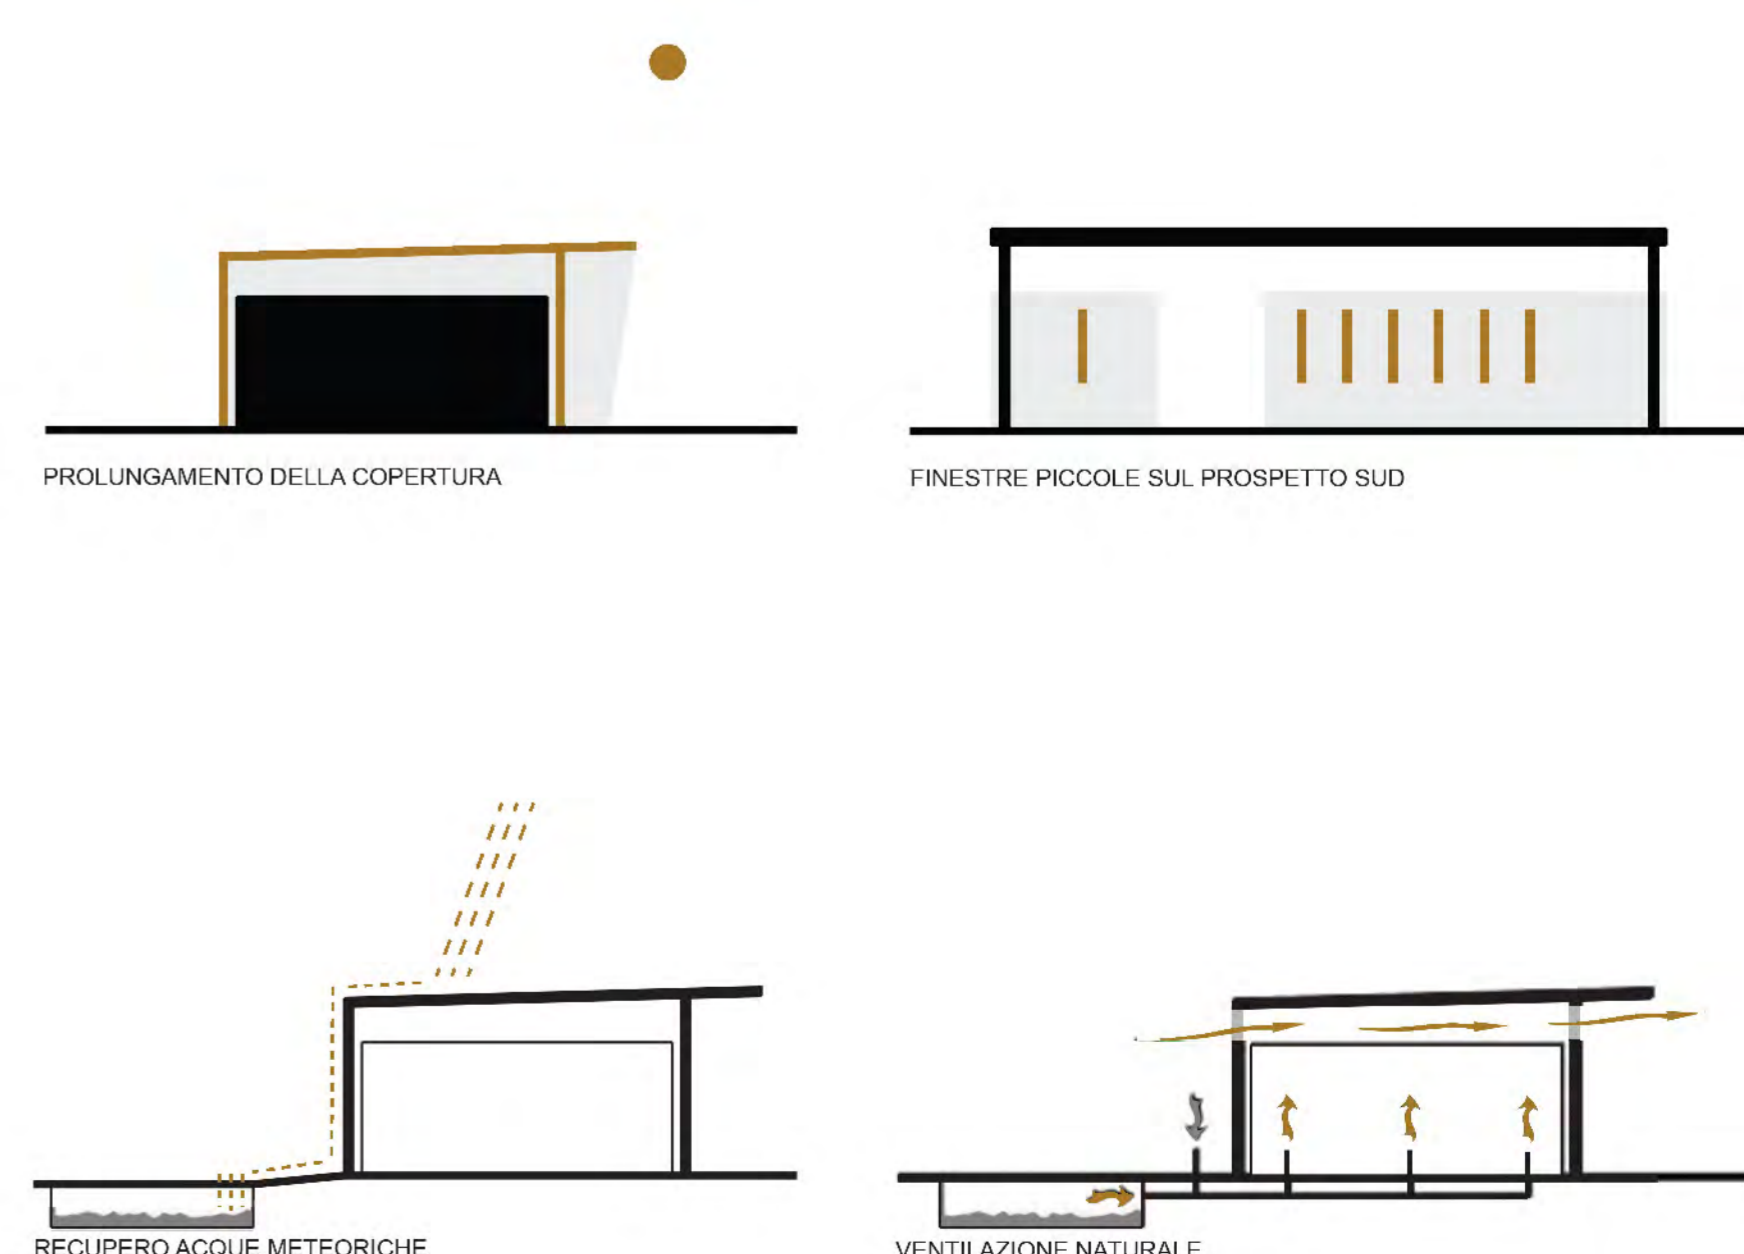 PROLUNGAMENTO DELLA COPERTURA
FINESTRE PICCOLE SUL PROSPETTO SUD
RECUPERO ACQUE METEORICHE
VENTILAZIONE NATURALE